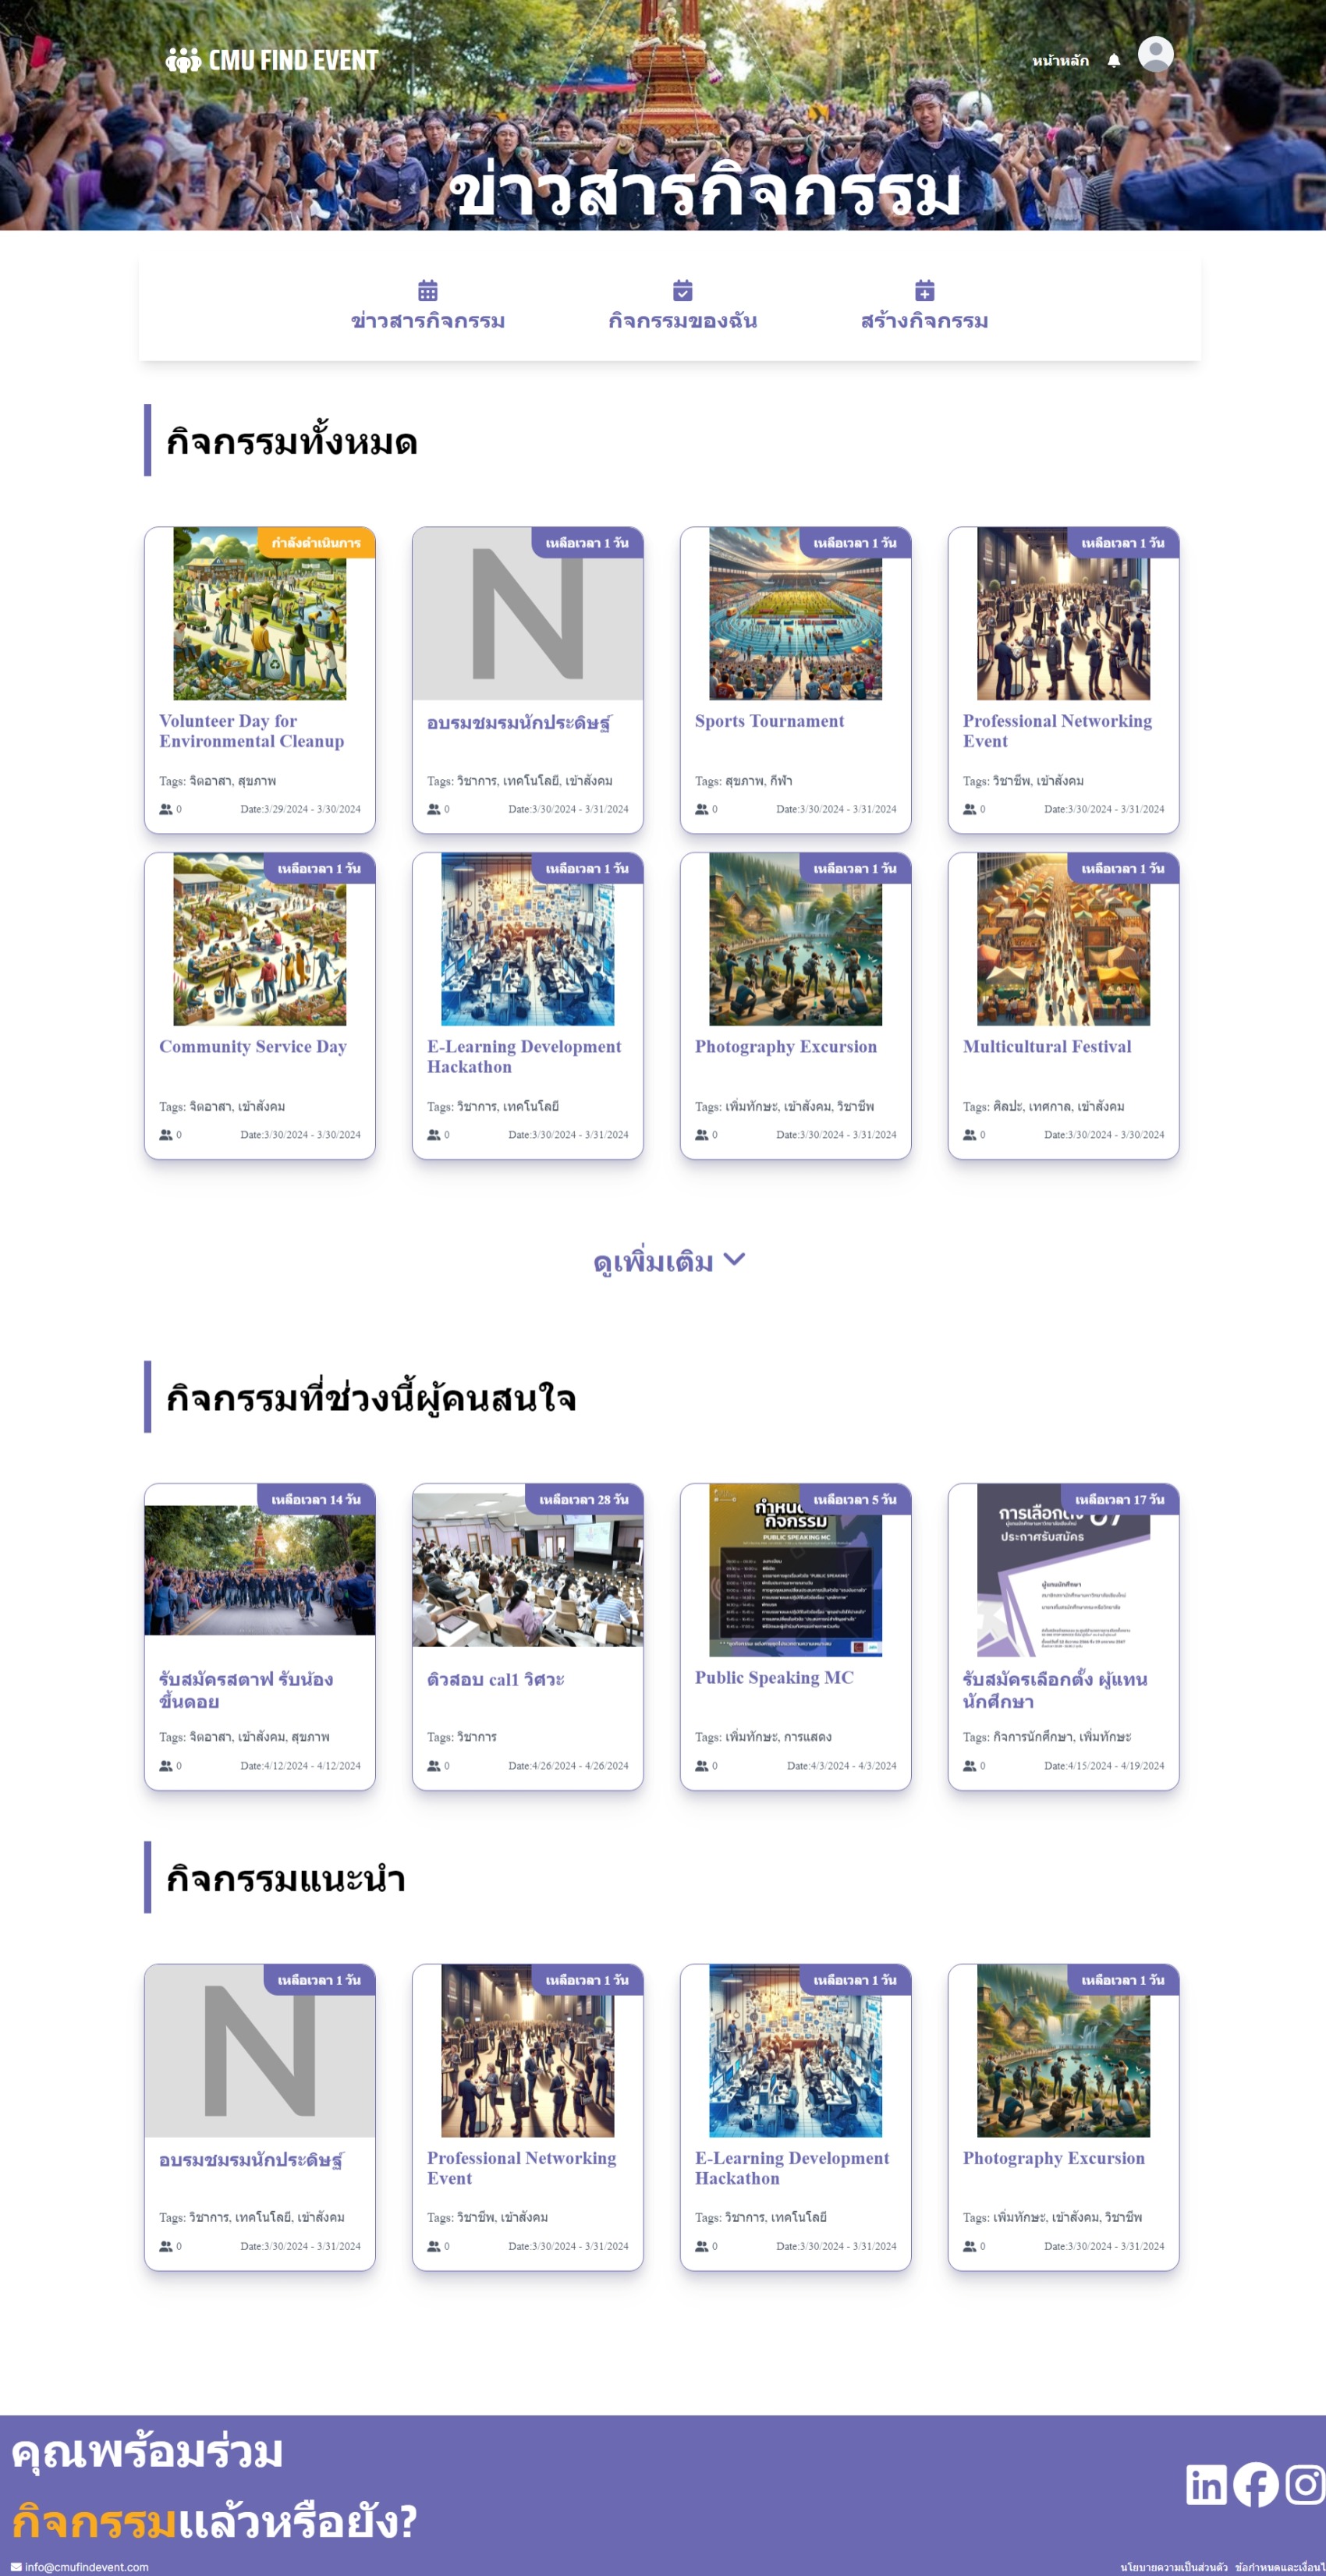 CMU FIND EVENT
หน้าหลัก
ข่าวสารกิจกรรม
ข่าวสารกิจกรรม
กิจกรรมของฉัน
สร้างกิจกรรม
กิจกรรมทั้งหมด
กำลังดำเนินการ
เหลือเวลา 1 วัน
เหลือเวลา 1 วัน
เหลือเวลา 1 วัน
N
Volunteer Day for
Environmental Cleanup
อบรมชมรมนักประดิษฐ์
Sports Tournament
Professional Networking
Event
Tags: จิตอาสา, สุขภาพ
Tags: วิชาการ, เทคโนโลยี, เข้าสังคม
Tags: สุขภาพ, กีฬา
Tags: วิชาชีพ, เข้าสังคม
0
Date:3/29/2024 - 3/30/2024
0
Date:3/30/2024 - 3/31/2024
0
Date:3/30/2024 - 3/31/2024
0
Date:3/30/2024 - 3/31/2024
เหลือเวลา 1 วัน
เหลือเวลา 1 วัน
เหลือเวลา 1 วัน
เหลือเวลา 1 วัน
Community Service Day
E-Learning Development
Hackathon
Photography Excursion
Multicultural Festival
Tags: จิตอาสา, เข้าสังคม
Tags: วิชาการ, เทคโนโลยี
Tags: เพิ่มทักษะ, เข้าสังคม, วิชาชีพ
Tags: ศิลปะ, เทศกาล, เข้าสังคม
0
Date:3/30/2024 - 3/30/2024
0
Date:3/30/2024 - 3/31/2024
0
Date:3/30/2024 - 3/31/2024
0
Date:3/30/2024 - 3/30/2024
ดูเพิ่มเติม
กิจกรรมที่ช่วงนี้ผู้คนสนใจ
เหลือเวลา 14 วัน
เหลือเวลา 28 วัน
เหลือเวลา 5 วัน
เหลือเวลา 17 วัน
กิจกรรม
PUBLIC SPEAKING MC
ประกาศรับสมัคร
รับสมัครสตาฟ รับน้อง
ขึ้นดอย
ติวสอบ cal1 วิศวะ
Public Speaking MC
รับสมัครเลือกตั้ง ผู้แทน
นักศึกษา
Tags: จิตอาสา, เข้าสังคม, สุขภาพ
Tags: วิชาการ
Tags: เพิ่มทักษะ, การแสดง
Tags: กิจการนักศึกษา, เพิ่มทักษะ
0
Date:4/12/2024 - 4/12/2024
0
Date:4/26/2024 - 4/26/2024
0
Date:4/3/2024 - 4/3/2024
0
Date:4/15/2024 - 4/19/2024
กิจกรรมแนะนำ
เหลือเวลา 1 วัน
เหลือเวลา 1 วัน
เหลือเวลา 1 วัน
เหลือเวลา 1 วัน
N
อบรมชมรมนักประดิษฐ์
Professional Networking
Event
E-Learning Development
Hackathon
Photography Excursion
Tags: วิชาการ, เทคโนโลยี, เข้าสังคม
Tags: วิชาชีพ, เข้าสังคม
Tags: วิชาการ, เทคโนโลยี
Tags: เพิ่มทักษะ, เข้าสังคม, วิชาชีพ
0
Date:3/30/2024 - 3/31/2024
0
Date:3/30/2024 - 3/31/2024
0
Date:3/30/2024 - 3/31/2024
0
Date:3/30/2024 - 3/31/2024
คุณพร้อมร่วม
กิจกรรมแล้วหรือยัง?
info@cmufindevent.com
นโยบายความเป็นส่วนตัว ข้อกำหนดและเงื่อนไ